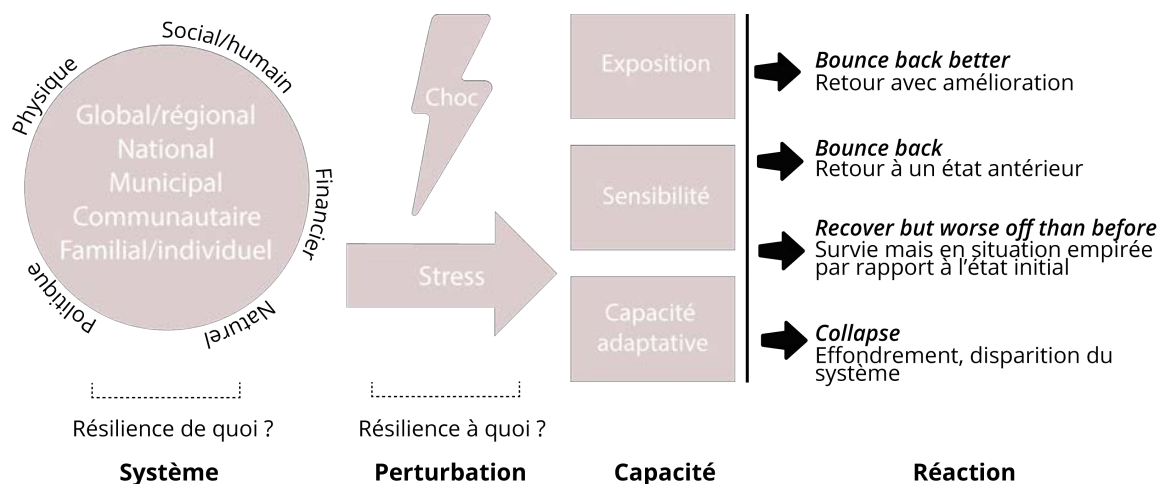 Social/humain
Physique
Financier
Politique
Naturel
Global/régional
National
Municipal
Communautaire
Familial/individuel
Résilience de quoi ?
Système
Choc
Stress
Résilience à quoi ?
Perturbation
Exposition
Sensibilité
Capacité
adaptative
Capacité
Bounce back better
Retour avec amélioration
Bounce back
Retour à un état antérieur
Recover but worse off than before
Survie mais en situation empirée
par rapport à l’état initial
Collapse
Effondrement, disparition du
système
Réaction